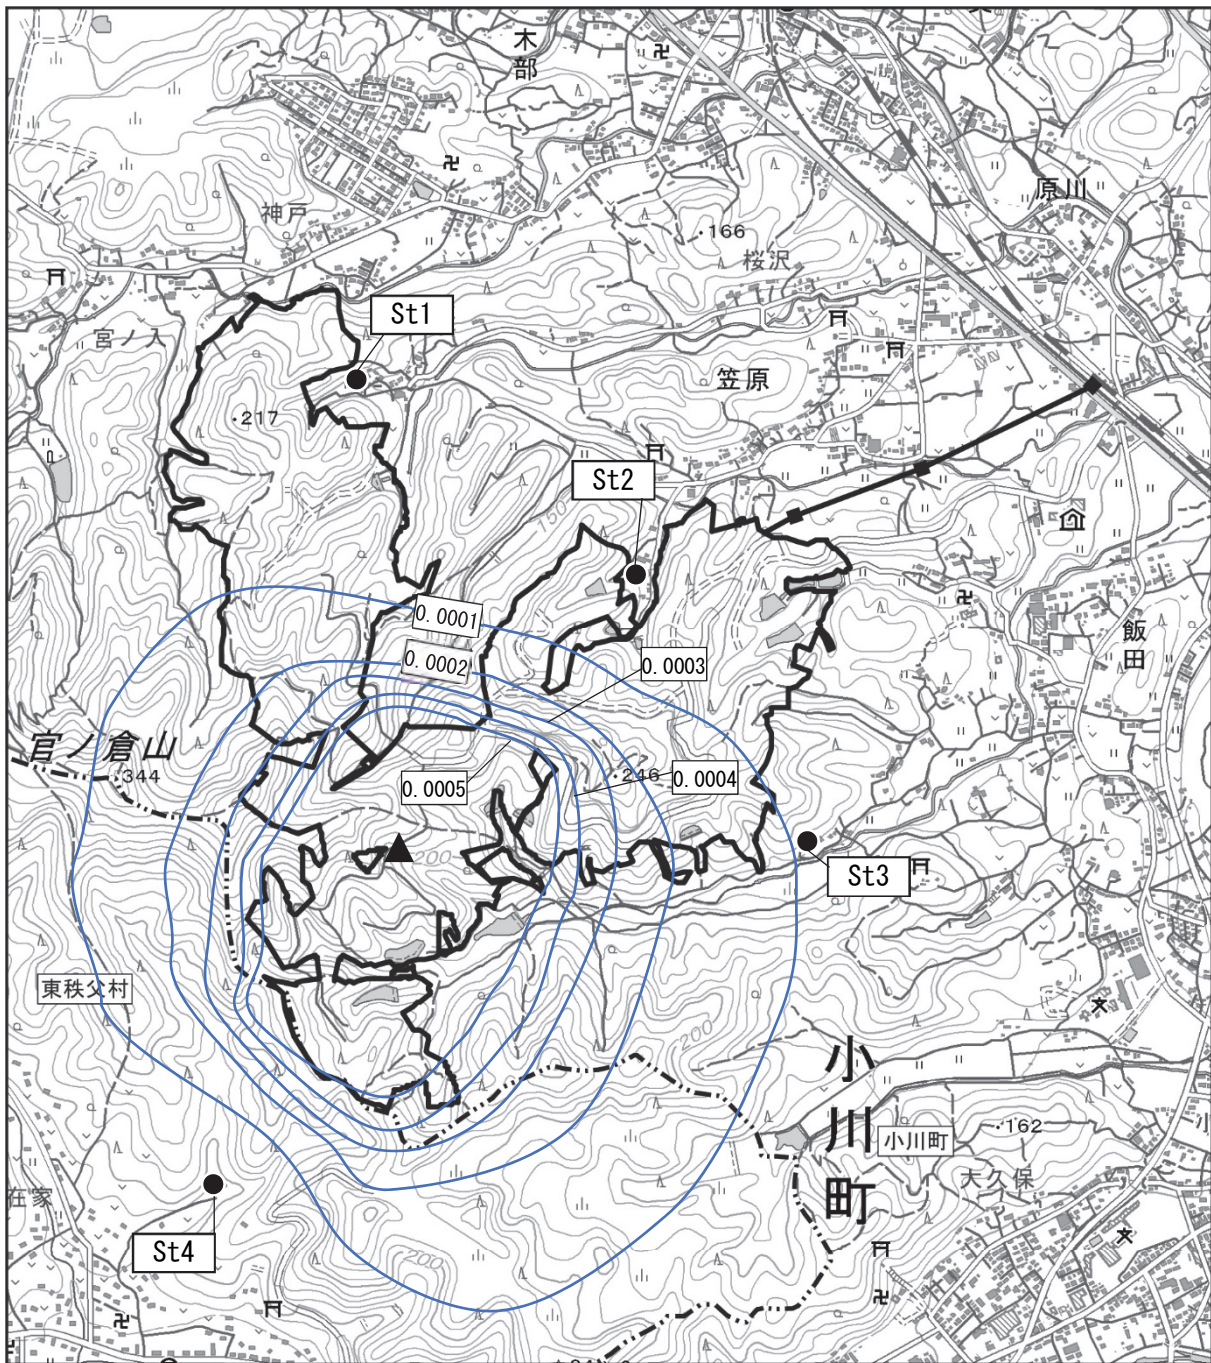 木部
神戸
・166
桜沢
原川
宮ノ入
St1
笠原
・217
St2
150
0.0001
飯田
0.0002
0.0003
官ノ倉山
・344
・246
0.0004
0.0005
200
St3
東秩父村
200
小川町
・162
小川町
大久保
在家
St4
200